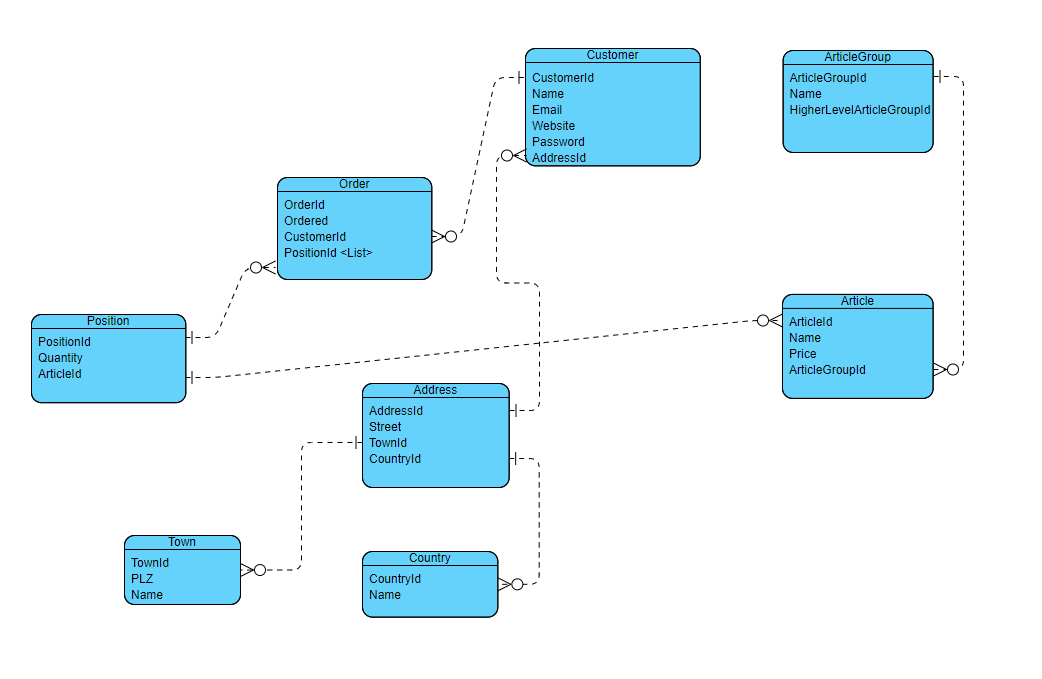 Customer
CustomerId
Name
Email
Website
Password
AddressId
ArticleGroup
ArticleGroupId
Name
HigherLevelArticleGroupId
Order
OrderId
Ordered
CustomerId
PositionId <List>
Position
PositionId
Quantity
ArticleId
Article
ArticleId
Name
Price
ArticleGroupId
Address
AddressId
Street
TownId
CountryId
Town
TownId
PLZ
Name
Country
CountryId
Name